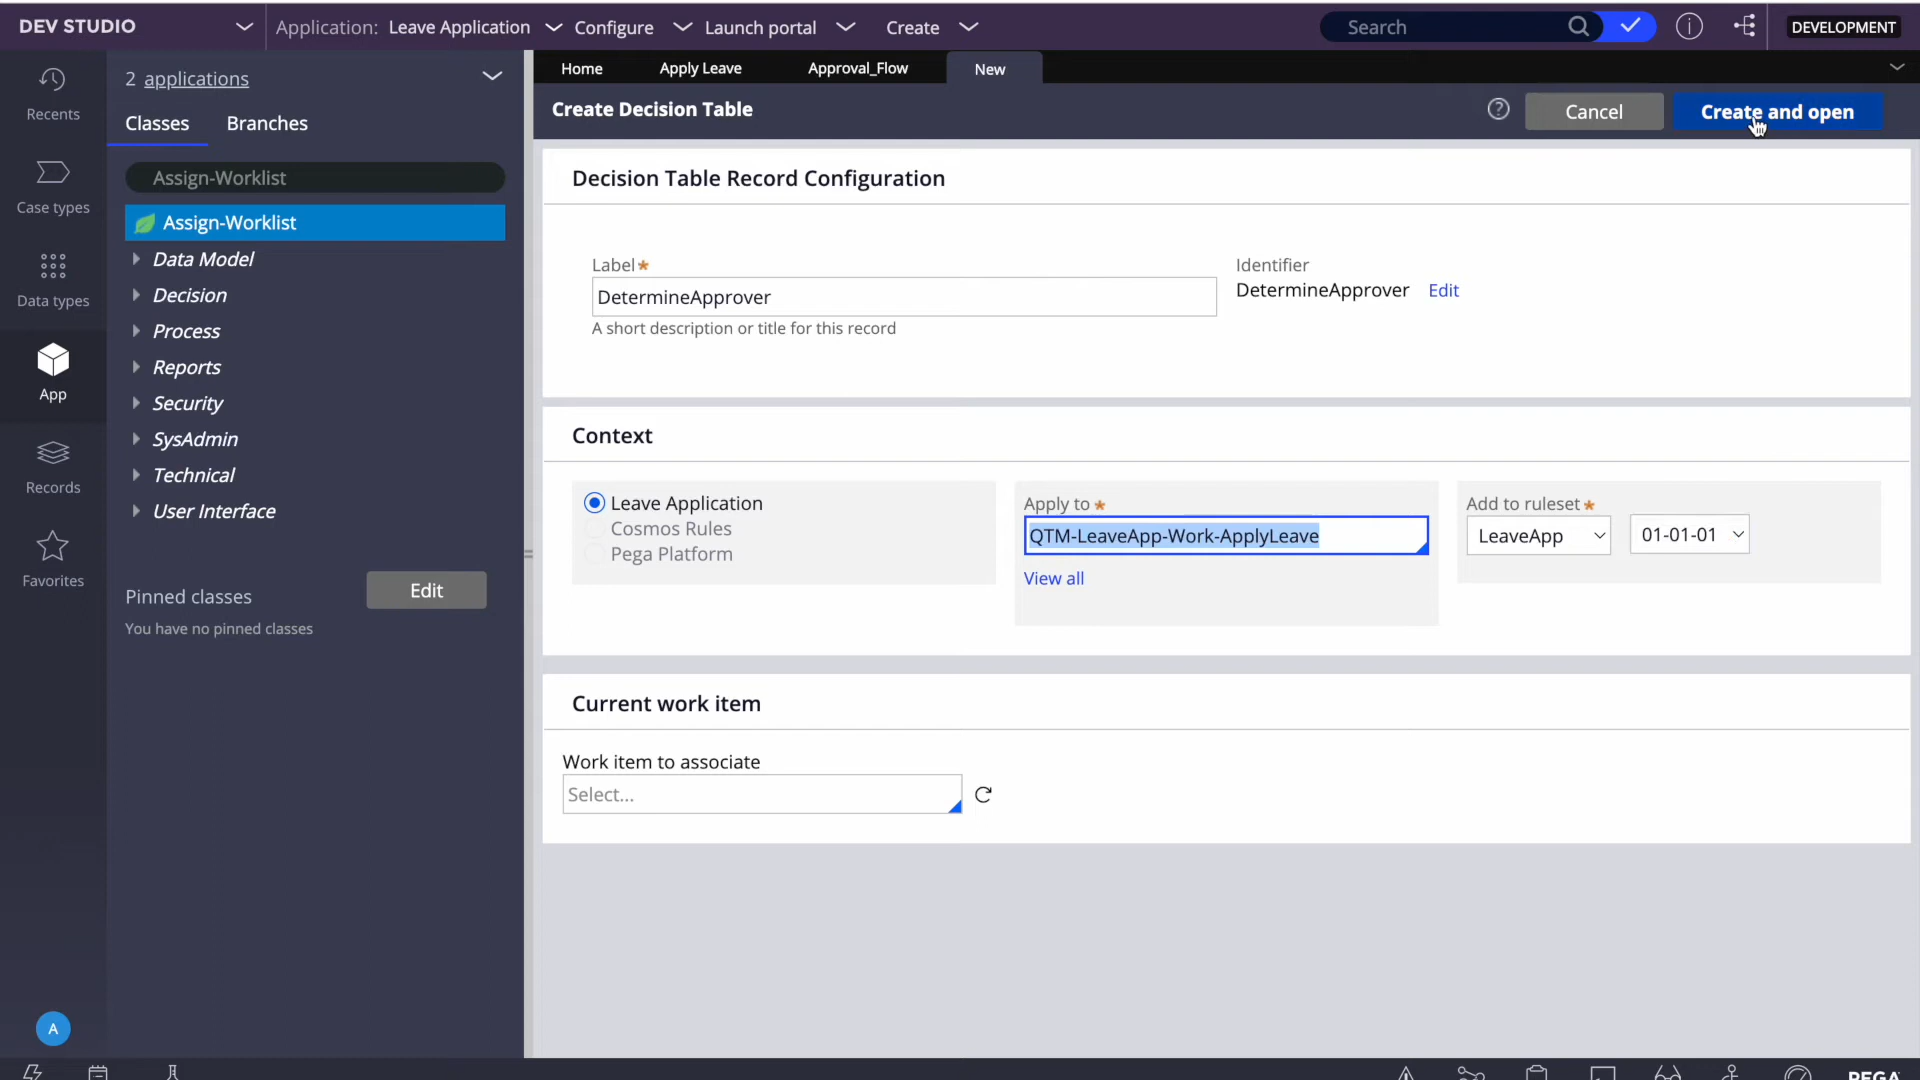 DEV STUDIO
Application: Leave Application
Configure
Launch portal
Create
Search
DEVELOPMENT
Recents
Case types
Data types
App
Records
Favorites
A
2 applications
Classes
Branches
Assign-Worklist
Assign-Worklist
Data Model
Decision
Process
Reports
Security
SysAdmin
Technical
User Interface
Pinned classes
Edit
You have no pinned classes
Home
Apply Leave
Approval_Flow
New
Create Decision Table
Cancel
Create and open
Decision Table Record Configuration
Label*
DetermineApprover
A short description or title for this record
Identifier
DetermineApprover Edit
Context
Leave Application
Cosmos Rules
Pega Platform
Apply to *
QTM-LeaveApp-Work-ApplyLeave
View all
Add to ruleset*
LeaveApp
01-01-01
Current work item
Work item to associate
Select...
PEGA